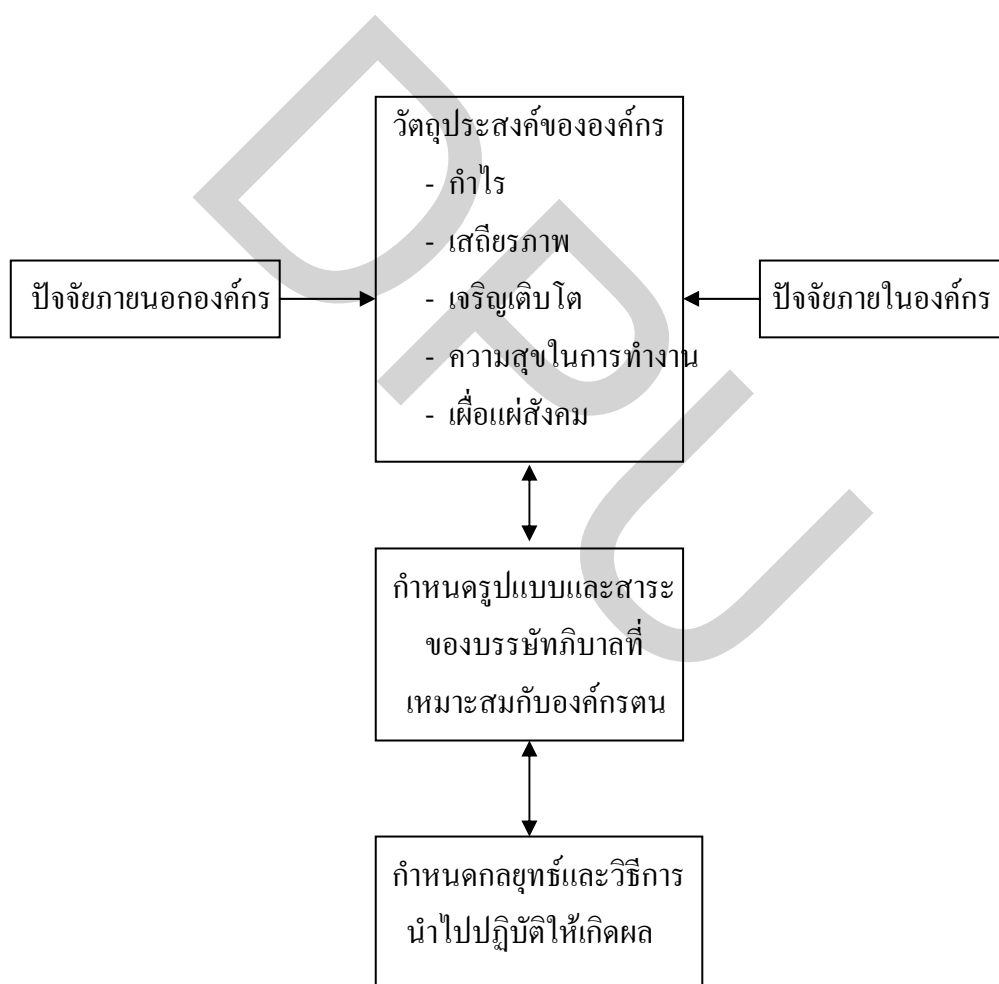 วัตถุประสงค์ขององค์กร
- กำไร
- เสถียรภาพ
ปัจจัยภายนอกองค์กร
- เจริญเติบโต
ปัจจัยภายในองค์กร
- ความสุขในการทำงาน
- เผื่อแผ่สังคม
กำหนดรูปแบบและสาระ
ของบรรษัทภิบาลที่
เหมาะสมกับองค์กรตน
กำหนดกลยุทธ์และวิธีการ
นำไปปฏิบัติให้เกิดผล
DPU